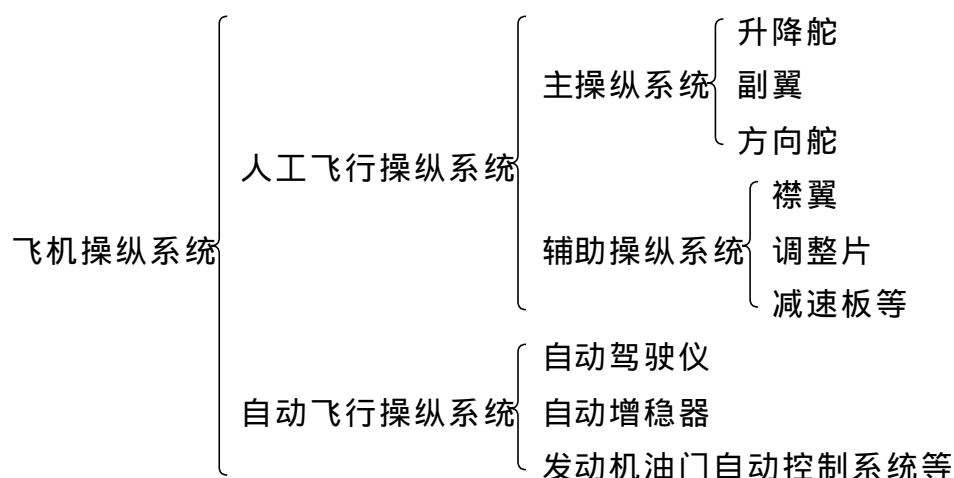 飞机操纵系统
人工飞行操纵系统
主操纵系统
升降舵
副翼
方向舵
辅助操纵系统
襟翼
调整片
减速板等
自动飞行操纵系统
自动驾驶仪
自动增稳器
发动机油门自动控制系统等